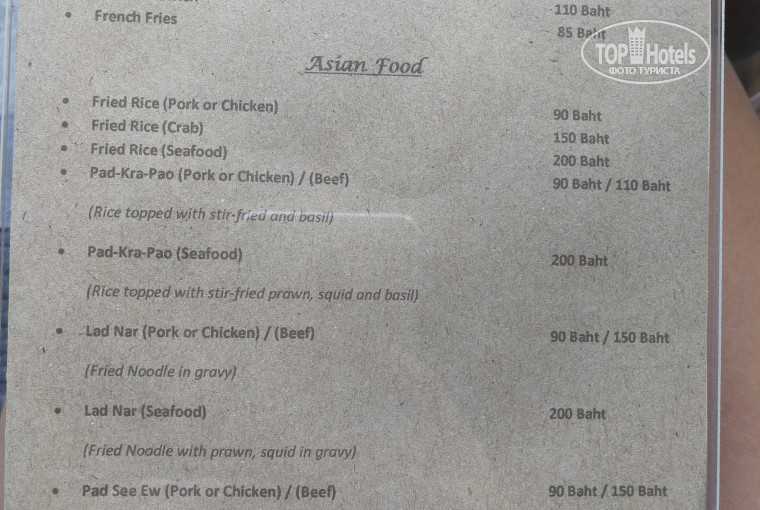 110 Baht
French Fries
85 Baht
TOP Hotels
ФОТО ТУРИСТА
Asian Food
Fried Rice (Pork or Chicken)
90 Baht
Fried Rice (Crab)
150 Baht
Fried Rice (Seafood)
200 Baht
Pad-Kra-Pao (Pork or Chicken) / (Beef)
90 Baht / 110 Baht
(Rice topped with stir-fried and basil)
Pad-Kra-Pao (Seafood)
200 Baht
(Rice topped with stir-fried prawn, squid and basil)
Lad Nar (Pork or Chicken) / (Beef)
90 Baht / 150 Baht
(Fried Noodle in gravy)
Lad Nar (Seafood)
200 Baht
(Fried Noodle with prawn, squid in gravy)
Pad See Ew (Pork or Chicken) / (Beef)
90 Baht / 150 Baht